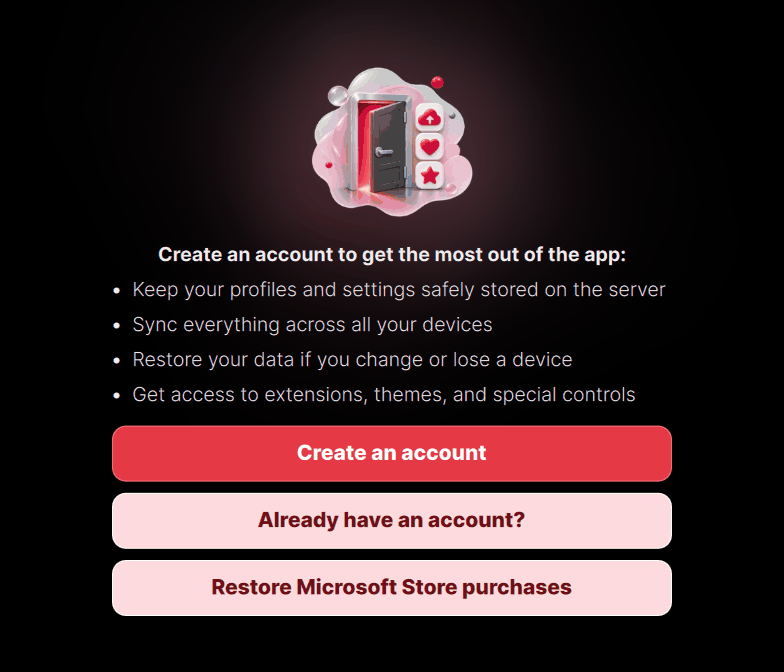 Create an account to get the most out of the app:
• Keep your profiles and settings safely stored on the server
• Sync everything across all your devices
• Restore your data if you change or lose a device
• Get access to extensions, themes, and special controls
Create an account
Already have an account?
Restore Microsoft Store purchases